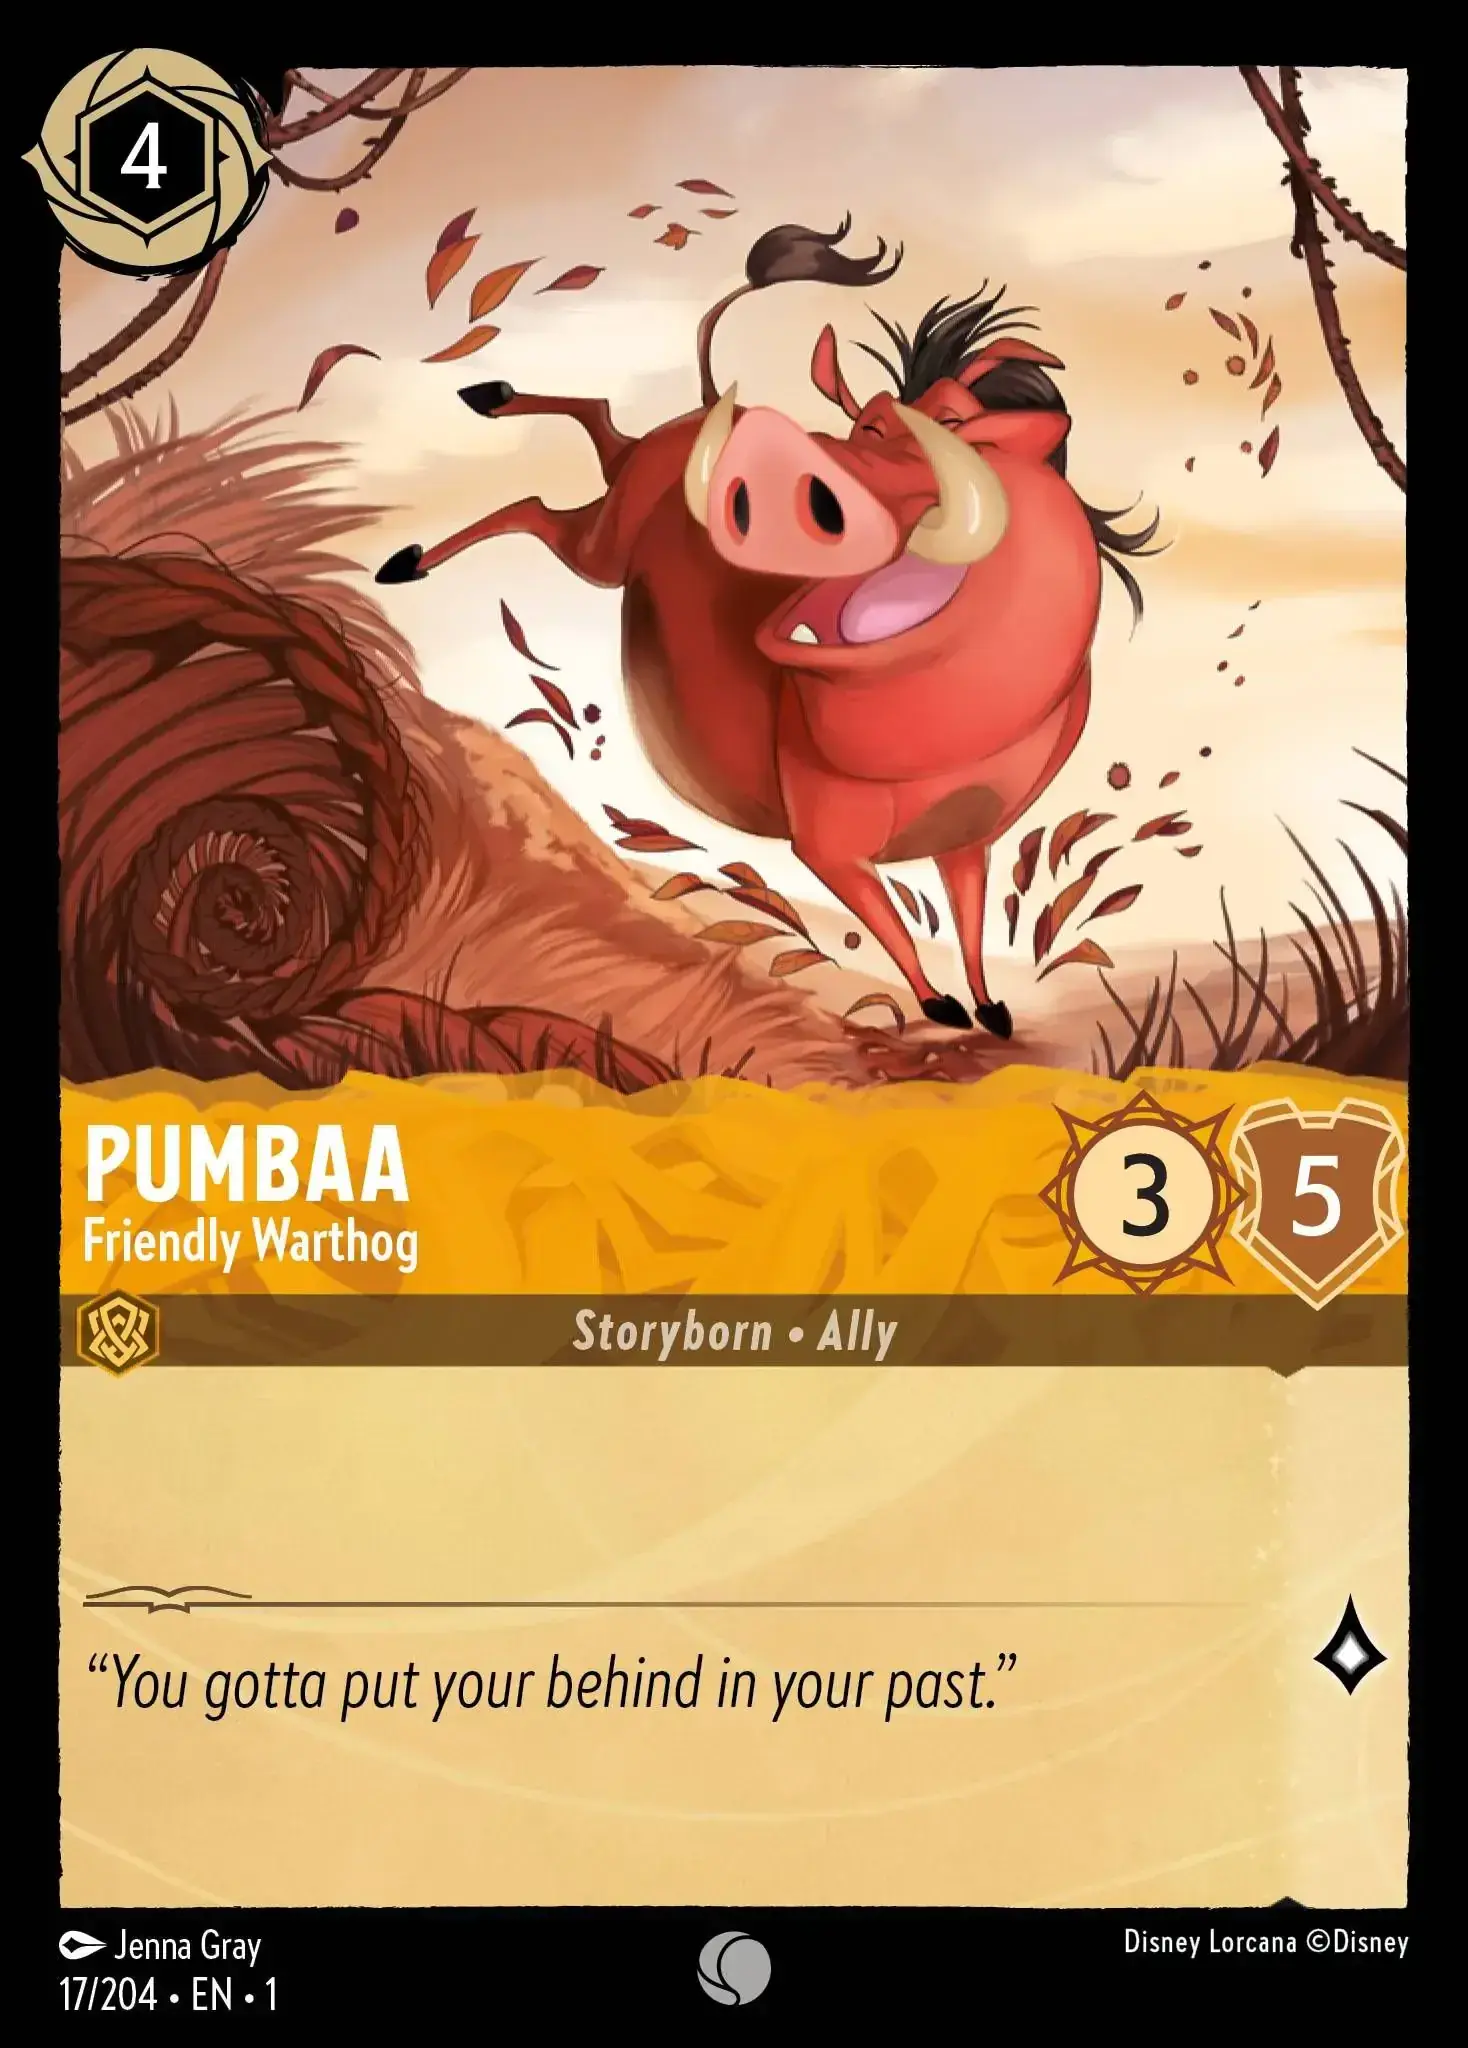 4
PUMBAA
Friendly Warthog
3
5
Storyborn • Ally
“You gotta put your behind in your past.”
Jenna Gray
17/204 • EN • 1
Disney Lorcana ©Disney